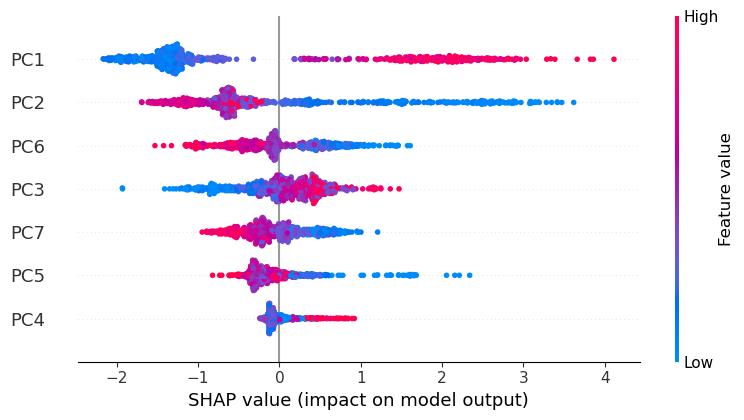 High
PC1
PC2
PC6
PC3
PC7
PC5
PC4
Feature value
Low
−2 −1 0 1 2 3 4
SHAP value (impact on model output)